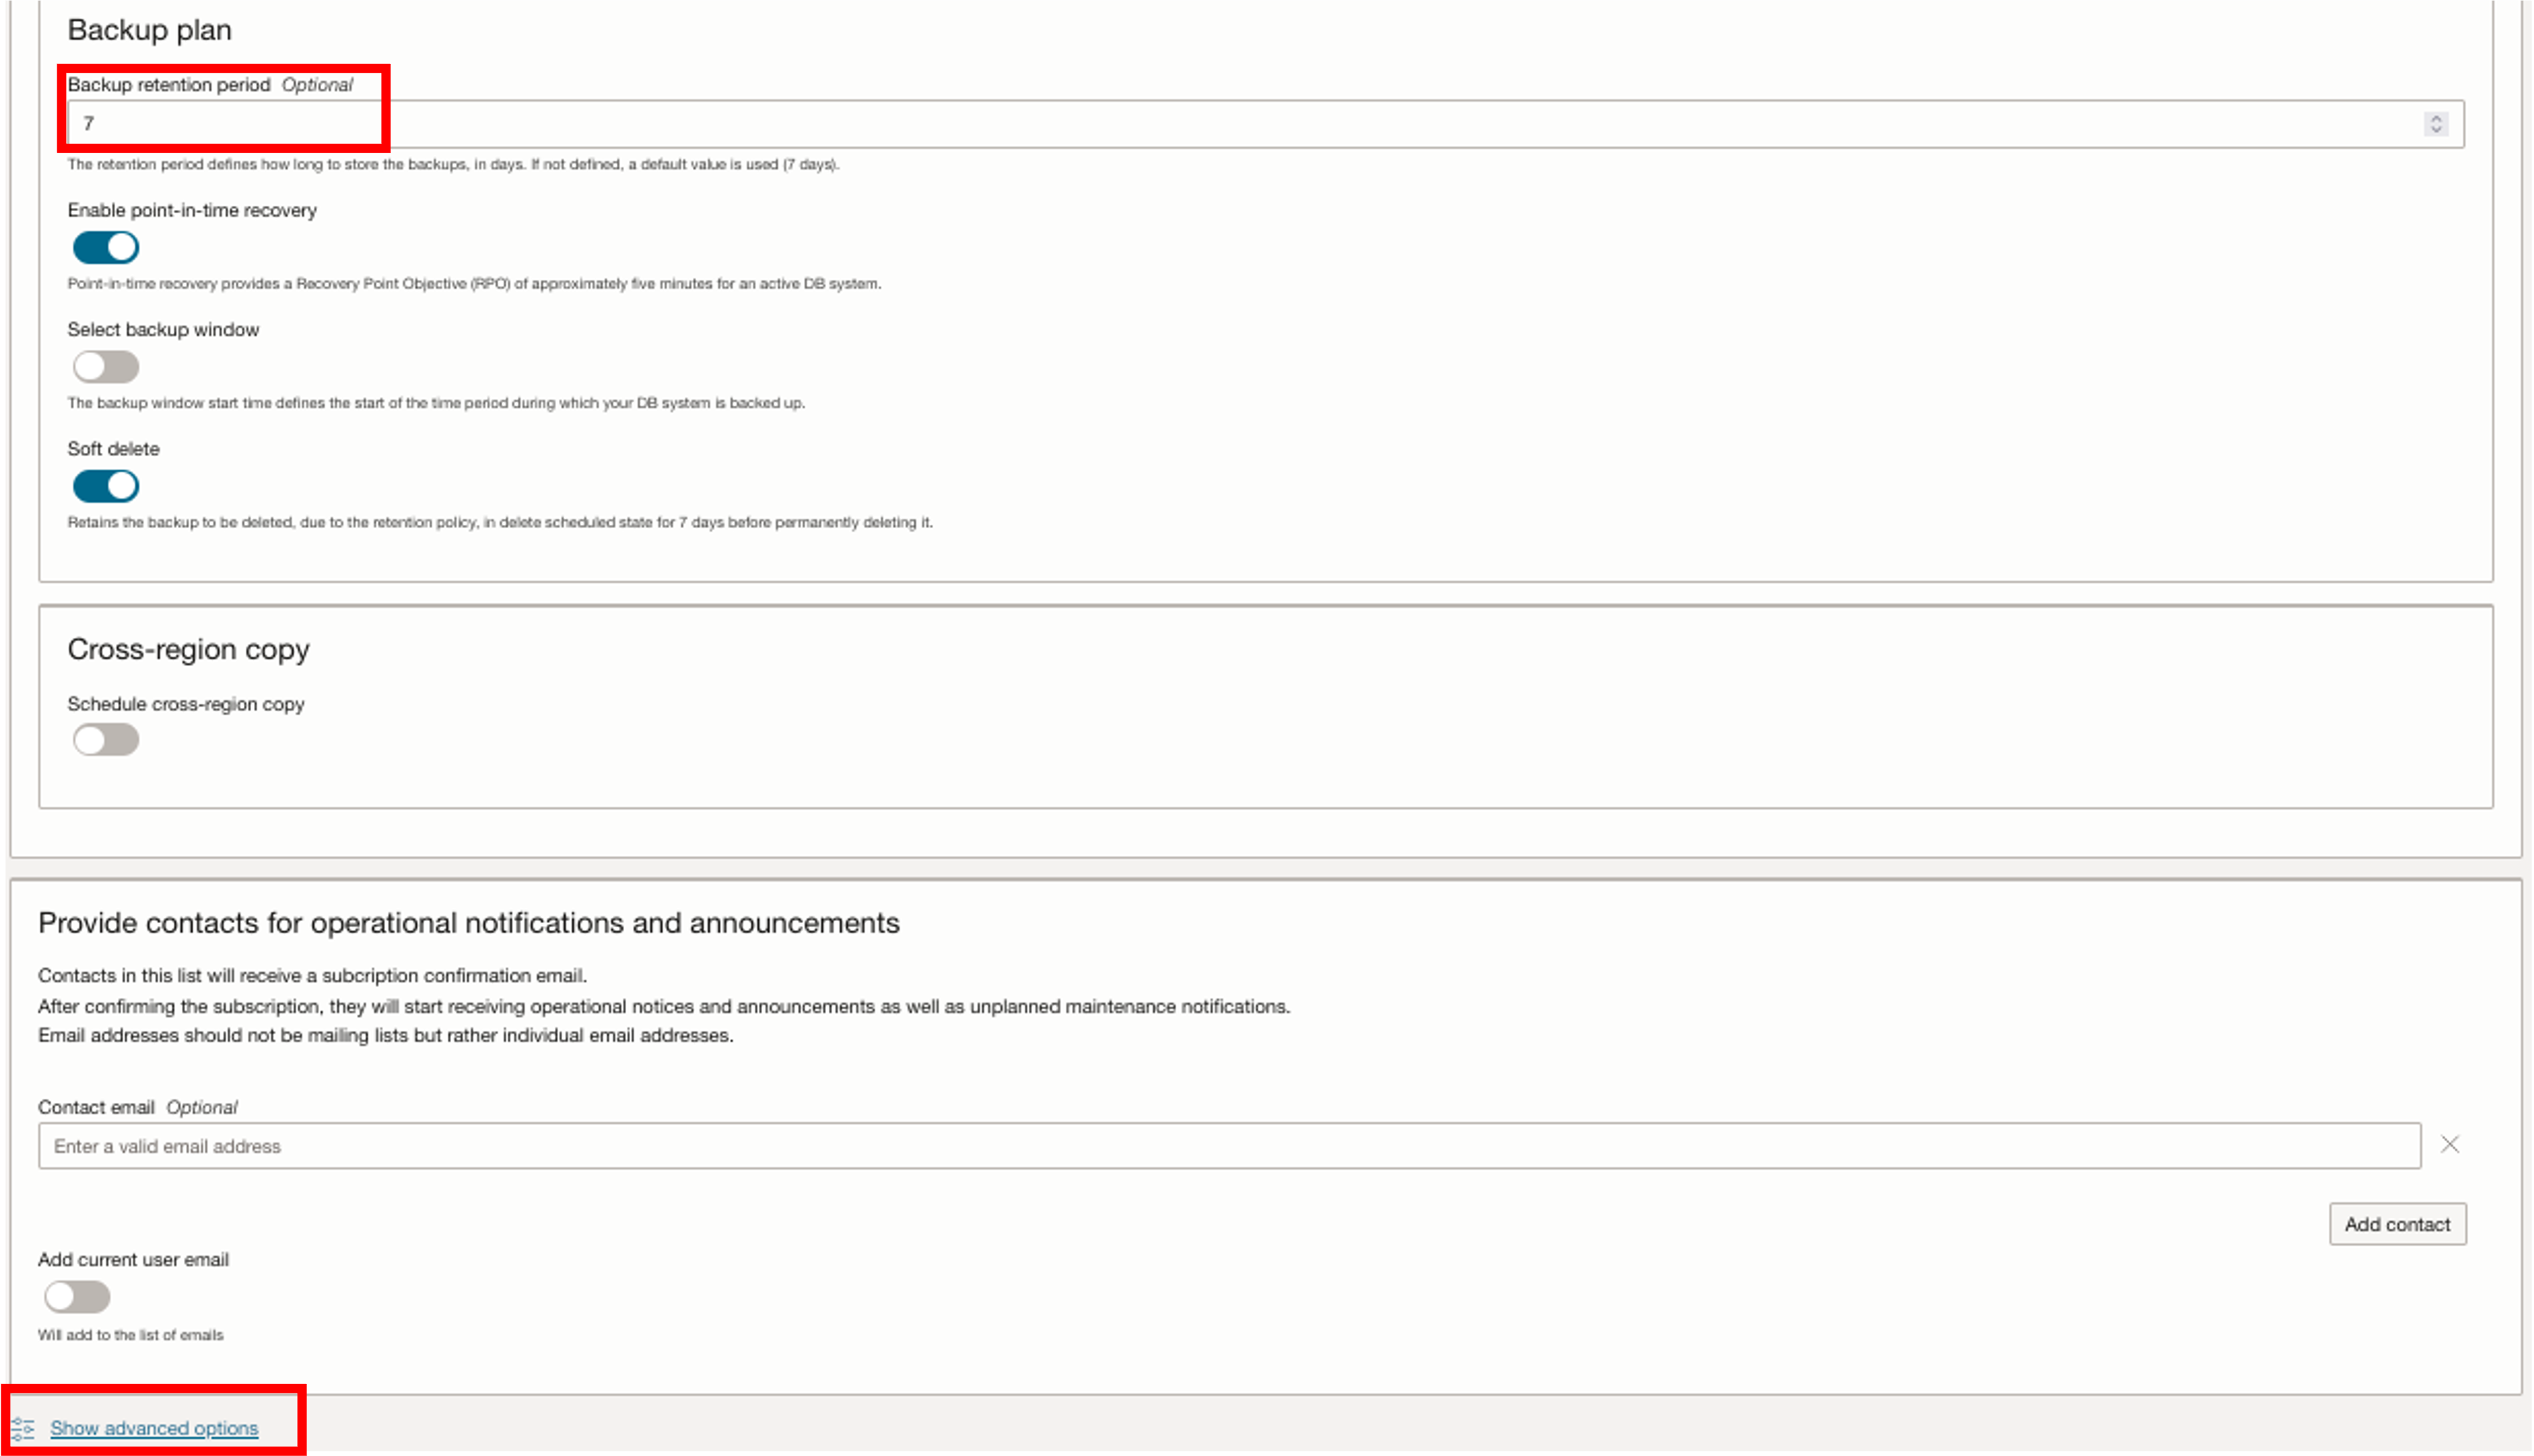 Backup plan
Backup retention period Optional
7
The retention period defines how long to store the backups, in days. If not defined, a default value is used (7 days).
Enable point-in-time recovery
Point-in-time recovery provides a Recovery Point Objective (RPO) of approximately five minutes for an active DB system.
Select backup window
The backup window start time defines the start of the time period during which your DB system is backed up.
Soft delete
Retains the backup to be deleted, due to the retention policy, in delete scheduled state for 7 days before permanently deleting it.
Cross-region copy
Schedule cross-region copy
Provide contacts for operational notifications and announcements
Contacts in this list will receive a subcription confirmation email.
After confirming the subscription, they will start receiving operational notices and announcements as well as unplanned maintenance notifications.
Email addresses should not be mailing lists but rather individual email addresses.
Contact email Optional
Enter a valid email address
Add contact
Add current user email
Will add to the list of emails
Show advanced options